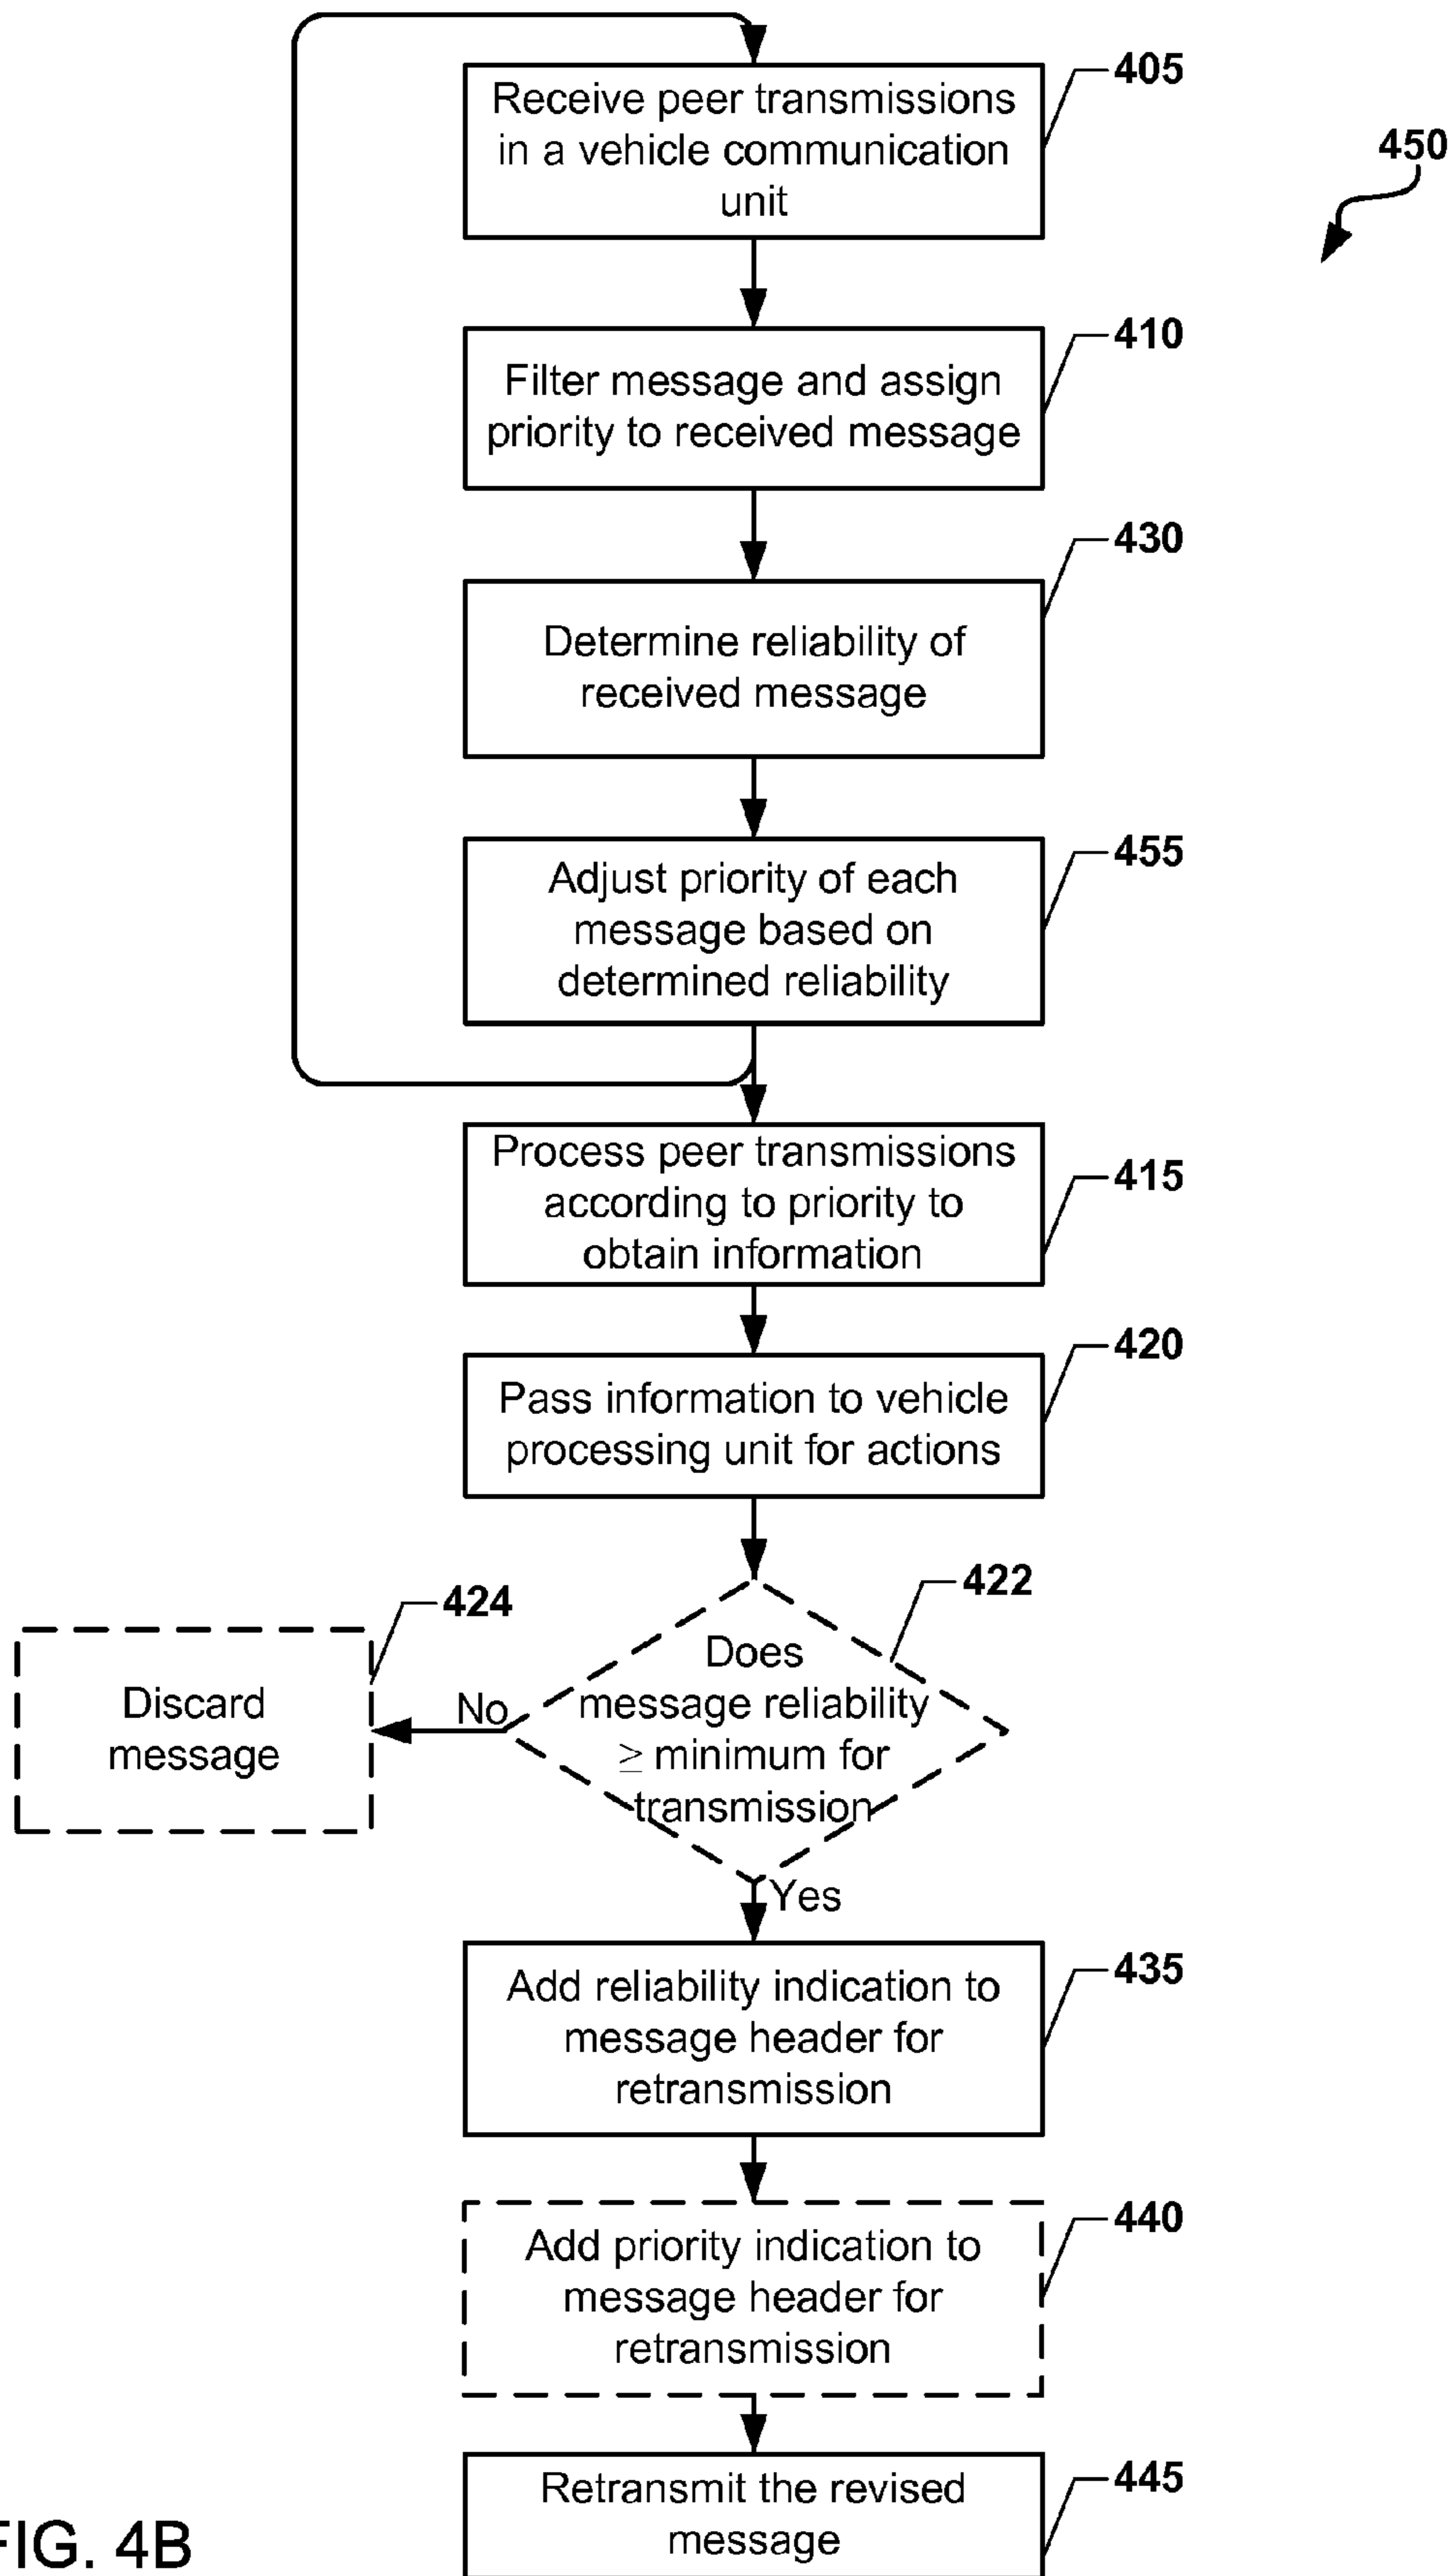 Receive peer transmissions
in a vehicle communication
unit
405
450
Filter message and assign
priority to received message
410
Determine reliability of
received message
430
Adjust priority of each
message based on
determined reliability
455
Process peer transmissions
according to priority to
obtain information
415
Pass information to vehicle
processing unit for actions
420
Does
message reliability
≥ minimum for
transmission
422
No
Discard
message
424
Yes
Add reliability indication to
message header for
retransmission
435
Add priority indication to
message header for
retransmission
440
Retransmit the revised
message
445
FIG. 4B